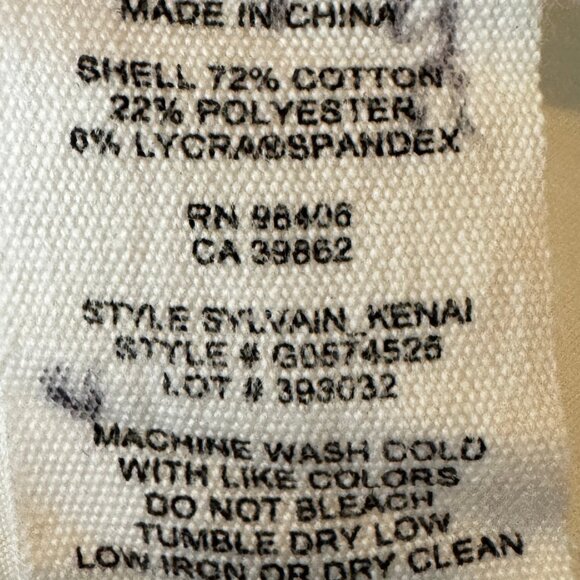 MADE IN CHINA
SHELL 72% COTTON
22% POLYESTER
6% LYCRA®SPANDEX
RN 98406
CA 39862
STYLE SYLVAIN_KENAI
STYLE # G0574525
LOT # 393032
MACHINE WASH COLD
WITH LIKE COLORS
DO NOT BLEACH
TUMBLE DRY LOW
LOW IRON OR DRY CLEAN